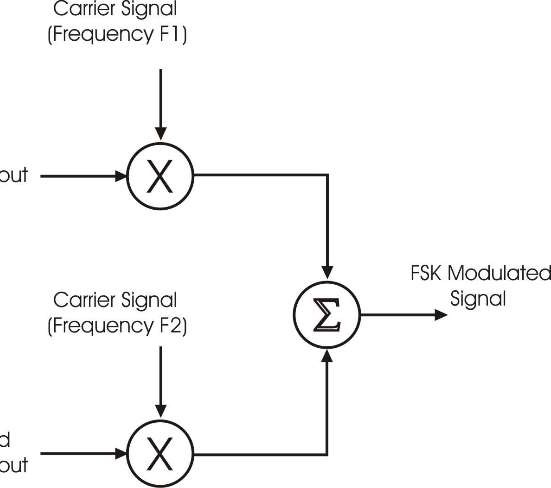 Carrier Signal
(Frequency F1)
X
out
FSK Modulated
Signal
Σ
Carrier Signal
(Frequency F2)
X
d
out